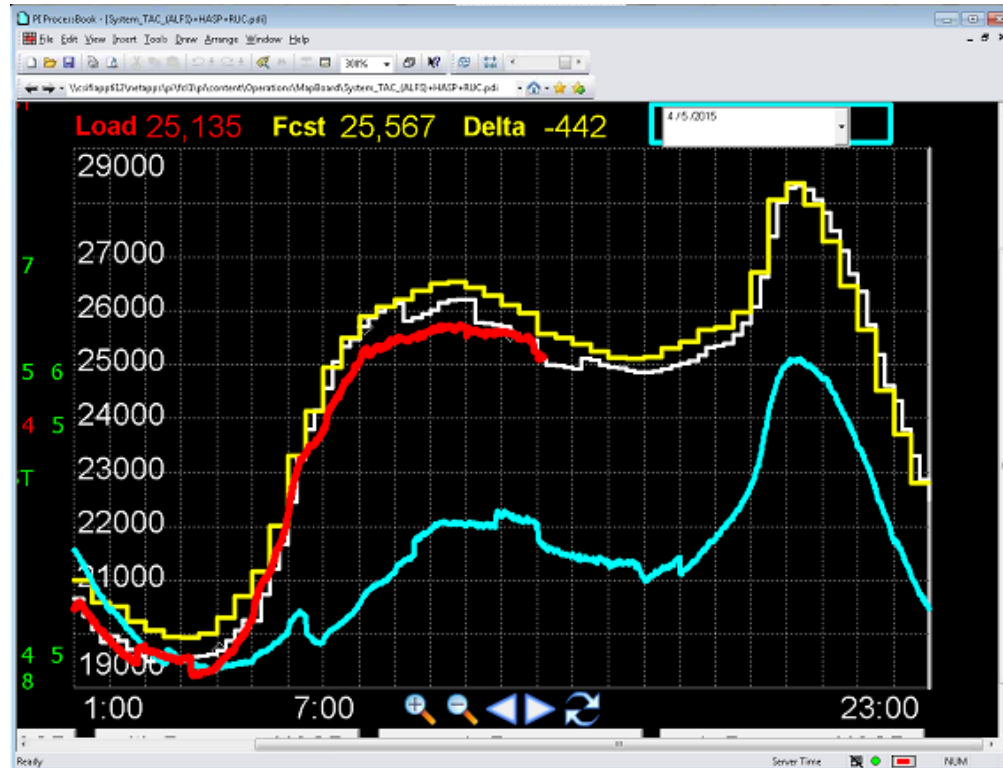 PI ProcessBook - [System_TAC_(ALFS)+HASP+RUC.pdi]
File Edit View Insert Tools Draw Arrange Window Help
300%
\\csifiapp612\netapps\pi\fcl1\pi\content\Operations\MapBoard\System_TAC_(ALFS)+HASP+RUC.pdi
Load 25,135 Fcst 25,567 Delta -442
4/5/2015
29000
7
27000
26000
5 6
25000
4 5
24000
23000
22000
21000
4 5
19000
8
1:00 7:00 23:00
Ready
Server Time
NUM